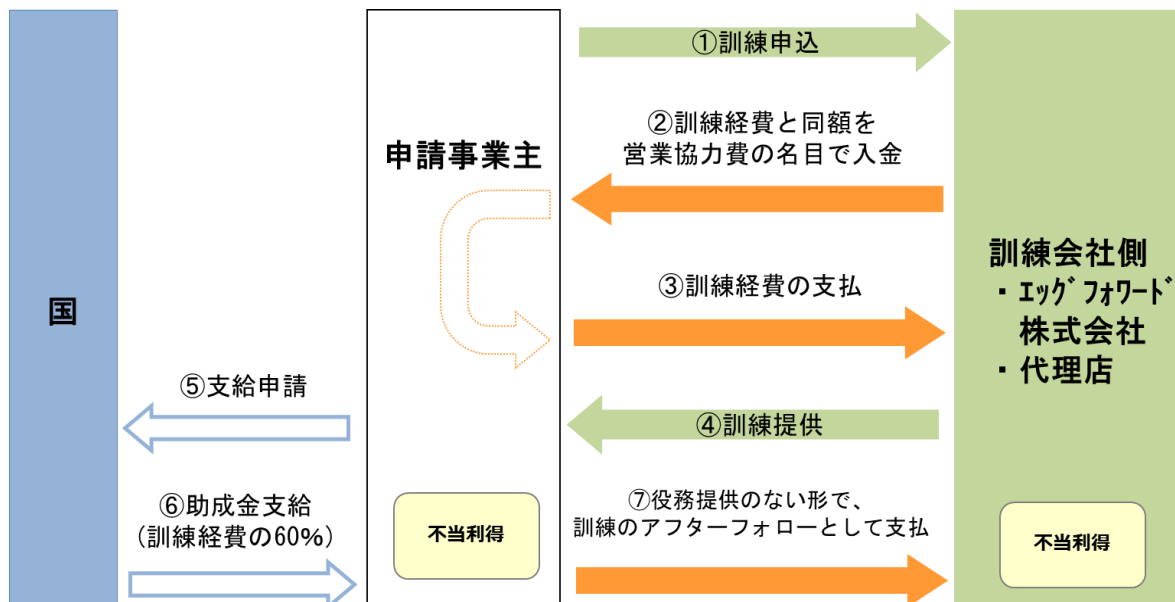 国
申請事業主
①訓練申込
②訓練経費と同額を
営業協力費の名目で入金
③訓練経費の支払
④訓練提供
⑤支給申請
⑥助成金支給
(訓練経費の60%)
⑦役務提供のない形で、
訓練のアフターフォローとして支払
不当利得
訓練会社側
・ｴｯｸﾞﾌｫﾜｰﾄﾞ
株式会社
・代理店
不当利得